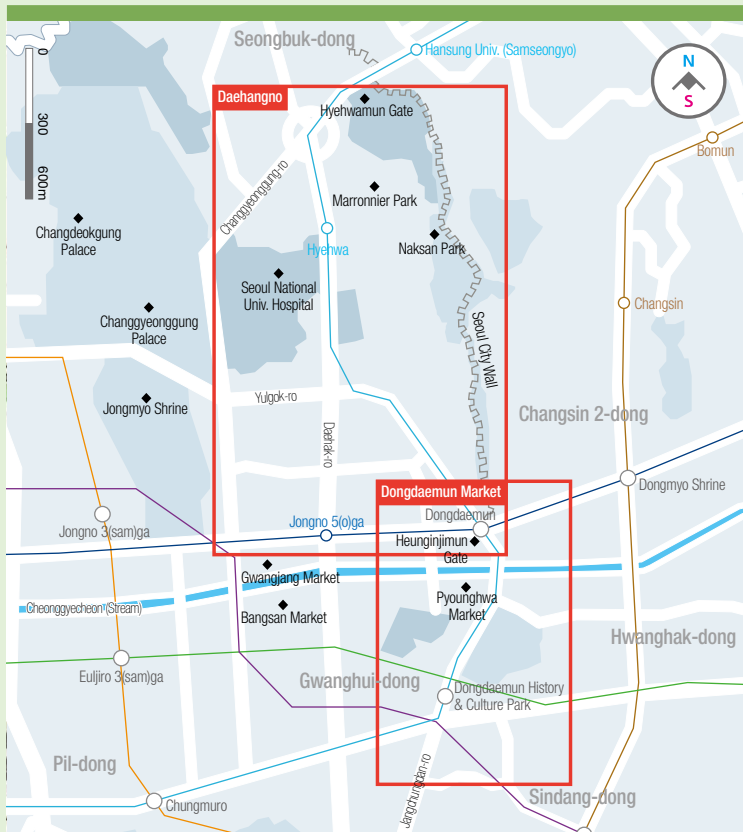 Seongbuk-dong
Hansung Univ. (Samseongyo)
N
S
0
300
600m
Daehangno
Hyehwamun Gate
Bomun
Changgyeonggung-ro
Marronnier Park
Changdeokgung
Palace
Hyehwa
Naksan Park
Seoul National
Univ. Hospital
Changgyeonggung
Palace
Changsin
Seoul City Wall
Jongmyo Shrine
Yulgok-ro
Daehak-ro
Changsin 2-dong
Dongdaemun Market
Dongmyo Shrine
Jongno 3(sam)ga
Jongno 5(o)ga
Dongdaemun
Heunginjimun
Gate
Gwangjang Market
Pyounghwa
Market
Cheonggyecheon (Stream)
Bangsan Market
Hwanghak-dong
Euljiro 3(sam)ga
Gwanghui-dong
Dongdaemun History
& Culture Park
Pil-dong
Jangchungdan-ro
Sindang-dong
Chungmuro